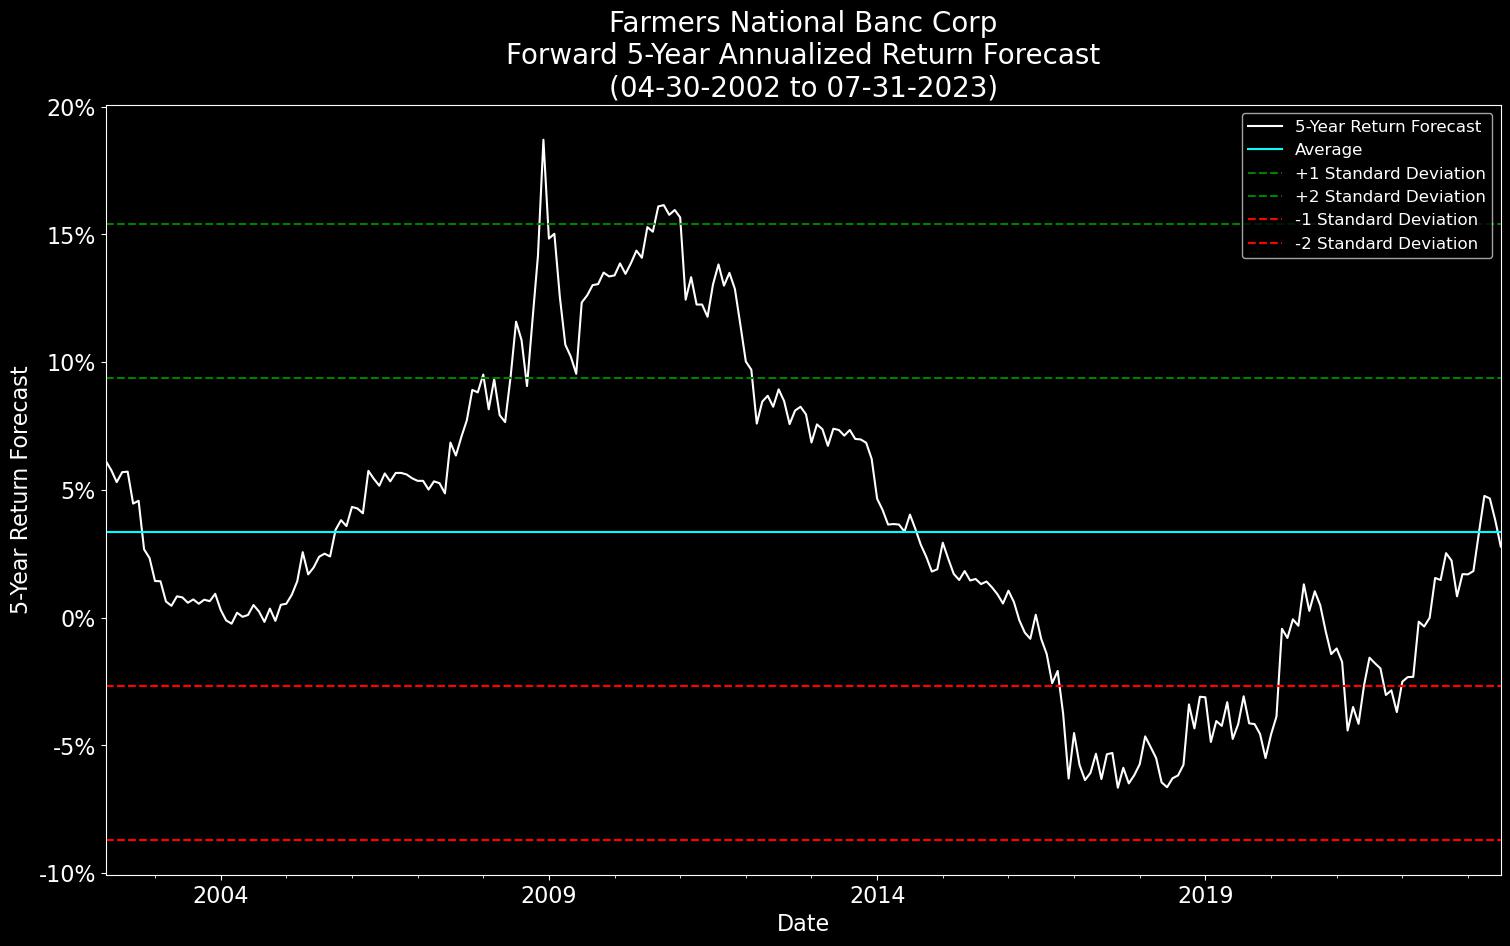 Farmers National Banc Corp
Forward 5-Year Annualized Return Forecast
(04-30-2002 to 07-31-2023)
20%
15%
10%
5%
0%
-5%
-10%
5-Year Return Forecast
5-Year Return Forecast
Average
+1 Standard Deviation
+2 Standard Deviation
-1 Standard Deviation
-2 Standard Deviation
2004
2009
2014
2019
Date